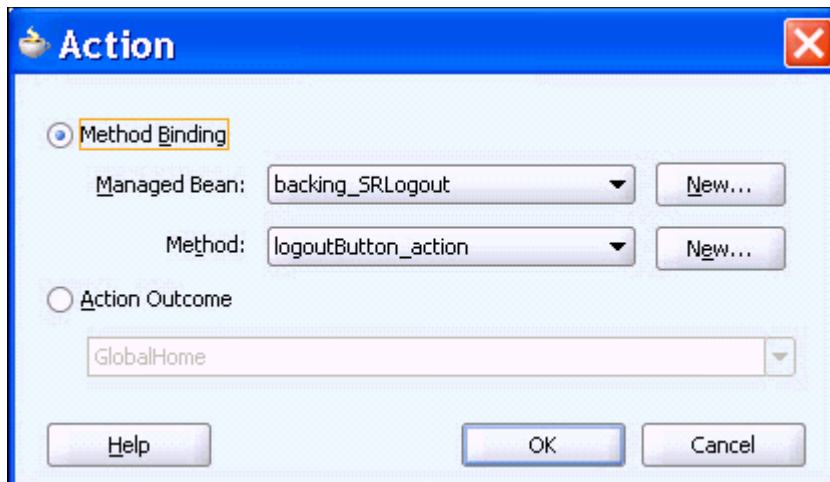 Action
Method Binding
Managed Bean: backing_SRLogout New...
Method: logoutButton_action New...
Action Outcome
GlobalHome
Help OK Cancel